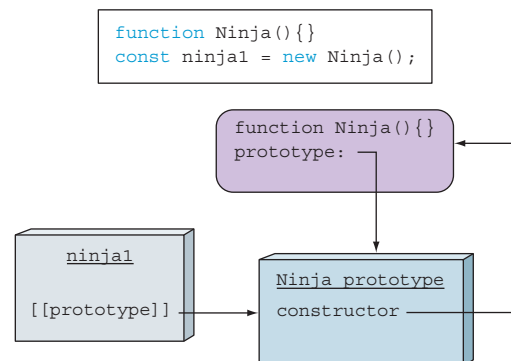 function Ninja(){}
const ninja1 = new Ninja();
function Ninja(){}
prototype:
ninja1
[[prototype]]
Ninja prototype
constructor